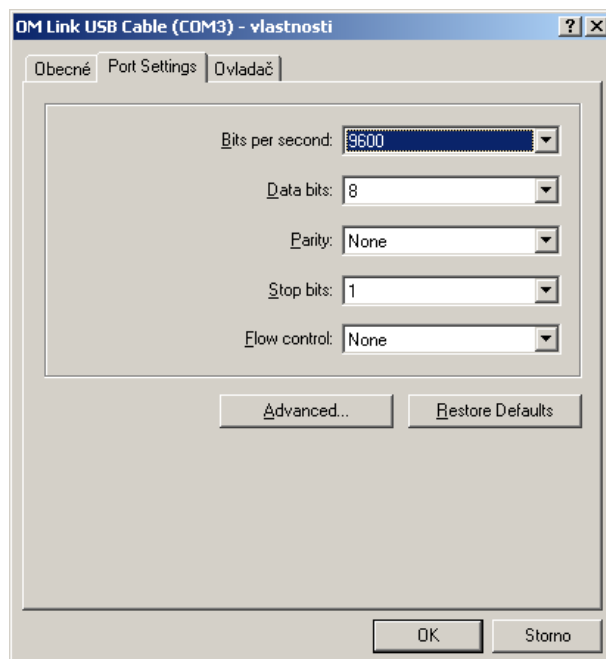 OM Link USB Cable (COM3) - vlastnosti
Obecné Port Settings Ovladač
Bits per second: 9600
Data bits: 8
Parity: None
Stop bits: 1
Flow control: None
Advanced... Restore Defaults
OK Storno